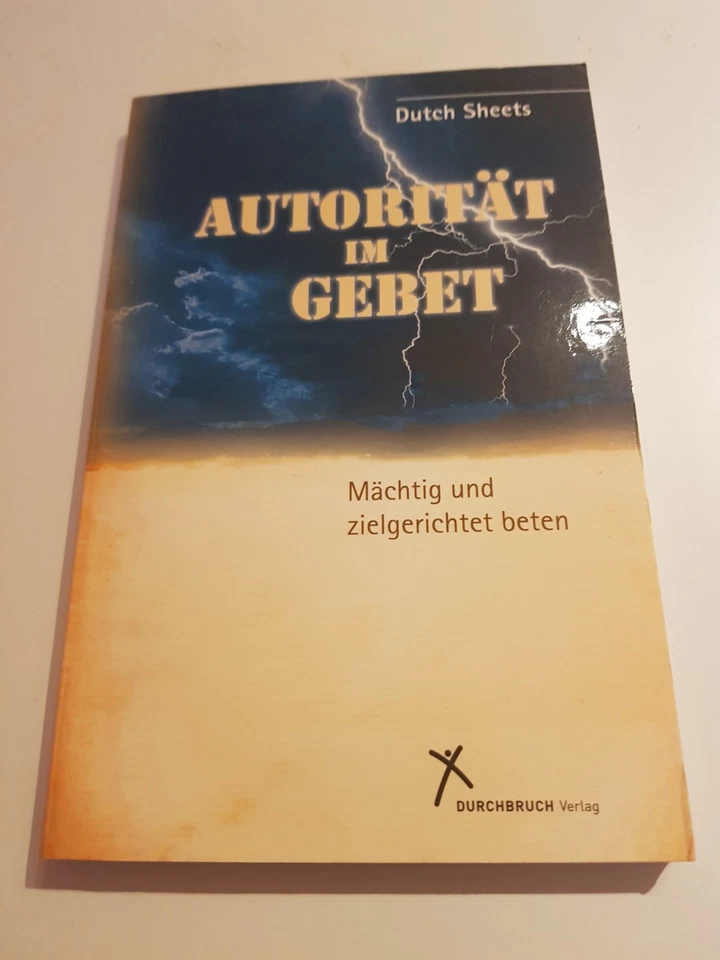 Dutch Sheets
AUTORITÄT
IM
GEBET
Mächtig und
zielgerichtet beten
DURCHBRUCH Verlag